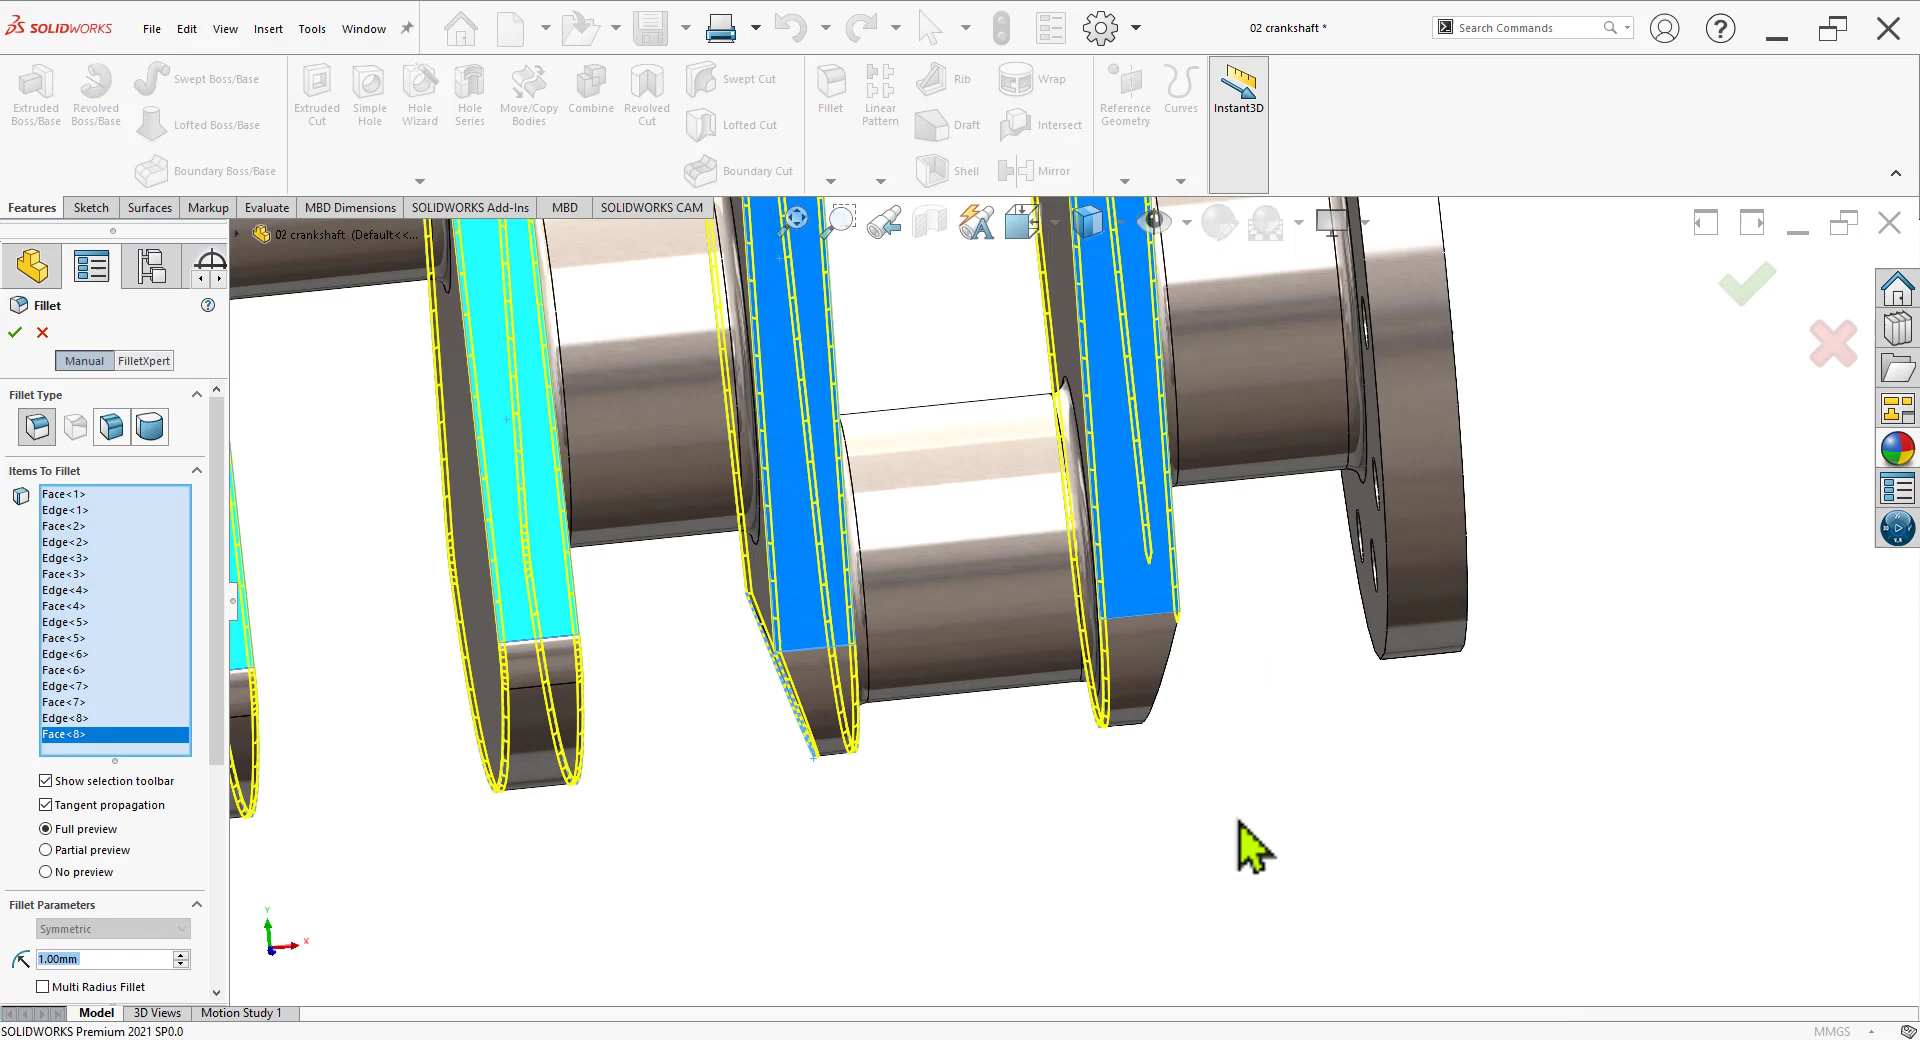 SOLIDWORKS
File Edit View Insert Tools Window
02 crankshaft *
Search Commands
Extruded Boss/Base
Revolved Boss/Base
Swept Boss/Base
Lofted Boss/Base
Boundary Boss/Base
Extruded Cut
Simple Hole
Hole Wizard
Hole Series
Move/Copy Bodies
Combine
Revolved Cut
Swept Cut
Lofted Cut
Boundary Cut
Fillet
Linear Pattern
Rib
Draft
Shell
Wrap
Intersect
Mirror
Reference Geometry
Curves
Instant3D
Features Sketch Surfaces Markup Evaluate MBD Dimensions SOLIDWORKS Add-Ins MBD SOLIDWORKS CAM
02 crankshaft (Default<<...
Fillet
Manual FilletXpert
Fillet Type
Items To Fillet
Face<1>
Edge<1>
Face<2>
Edge<2>
Edge<3>
Face<3>
Edge<4>
Face<4>
Edge<5>
Face<5>
Edge<6>
Face<6>
Edge<7>
Face<7>
Edge<8>
Face<8>
Show selection toolbar
Tangent propagation
Full preview
Partial preview
No preview
Fillet Parameters
Symmetric
1.00mm
Multi Radius Fillet
Y
X
Model 3D Views Motion Study 1
SOLIDWORKS Premium 2021 SP0.0
MMGS